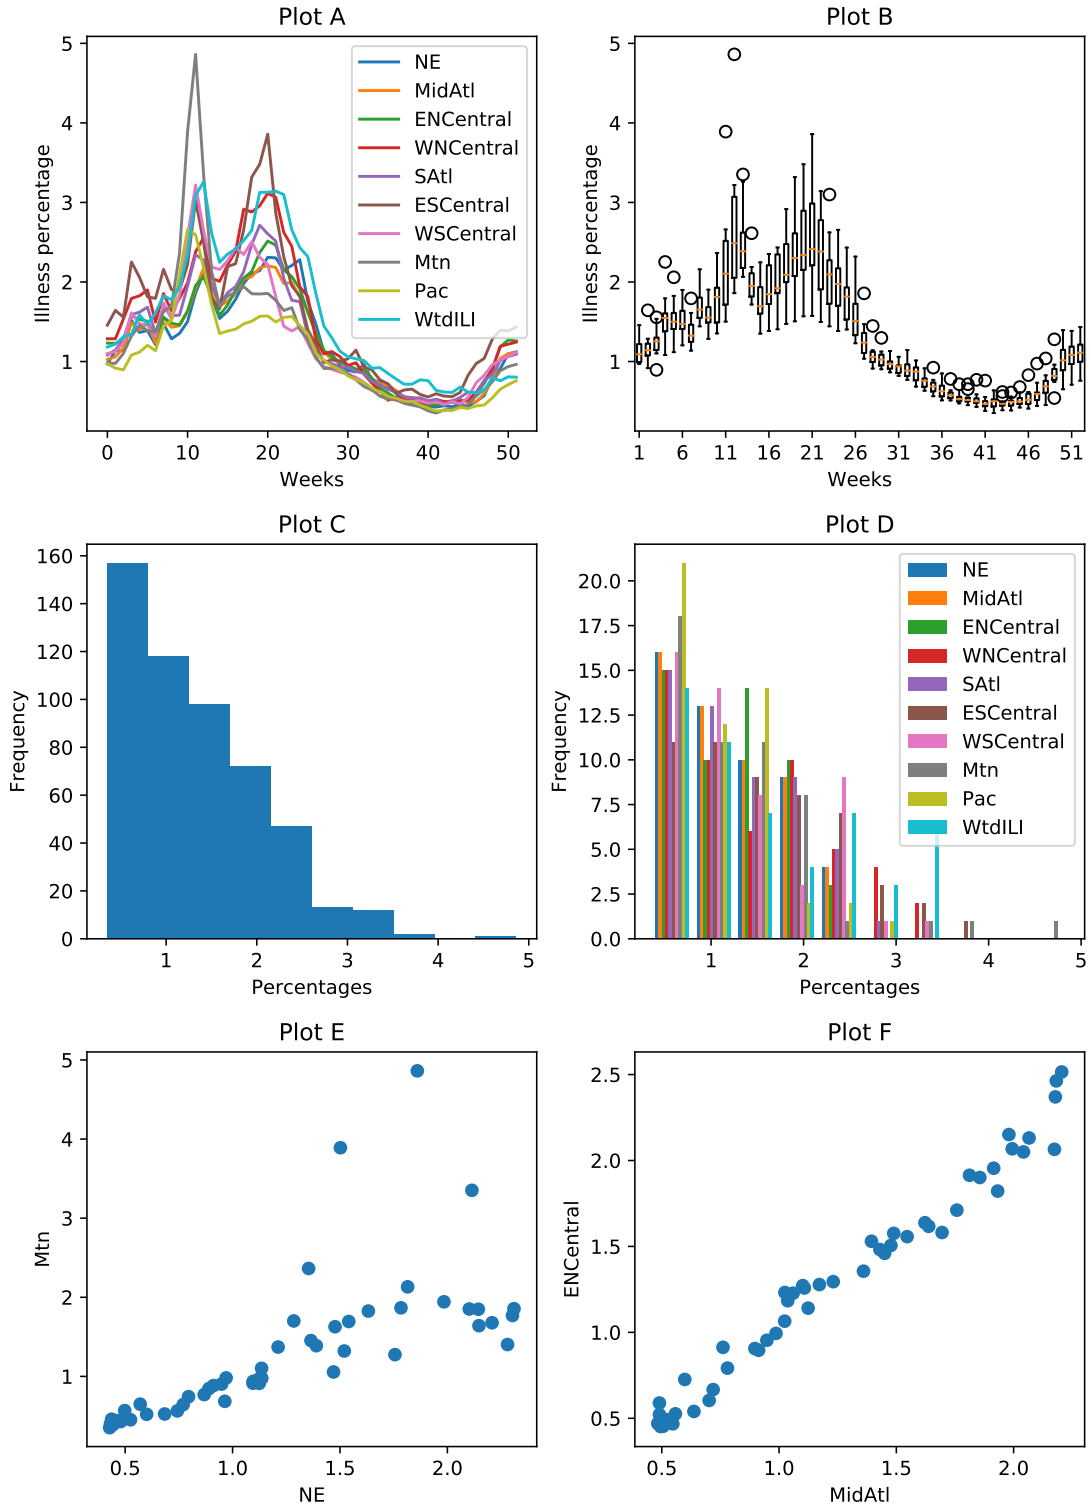 Plot A
Illness percentage
5
4
3
2
1
NE
MidAtl
ENCentral
WNCentral
SAtl
ESCentral
WSCentral
Mtn
Pac
WtdILI
0 10 20 30 40 50
Weeks
Plot B
Illness percentage
5
4
3
2
1
1 6 11 16 21 26 31 36 41 46 51
Weeks
Plot C
Frequency
160
140
120
100
80
60
40
20
0
1 2 3 4 5
Percentages
Plot D
Frequency
20.0
17.5
15.0
12.5
10.0
7.5
5.0
2.5
0.0
NE
MidAtl
ENCentral
WNCentral
SAtl
ESCentral
WSCentral
Mtn
Pac
WtdILI
1 2 3 4 5
Percentages
Plot E
Mtn
5
4
3
2
1
0.5 1.0 1.5 2.0
NE
Plot F
ENCentral
2.5
2.0
1.5
1.0
0.5
0.5 1.0 1.5 2.0
MidAtl